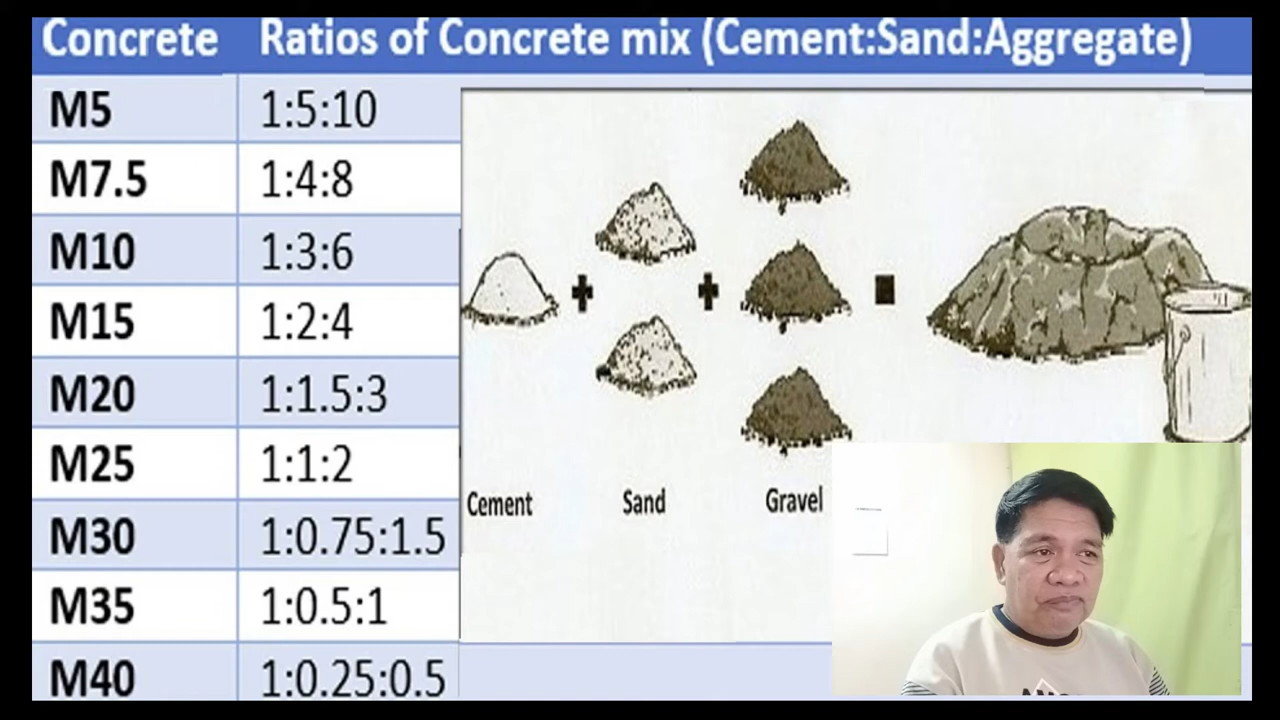 Concrete Ratios of Concrete mix (Cement:Sand:Aggregate)
M5 1:5:10
M7.5 1:4:8
M10 1:3:6
M15 1:2:4
M20 1:1.5:3
M25 1:1:2
M30 1:0.75:1.5
M35 1:0.5:1
M40 1:0.25:0.5
Cement Sand Gravel